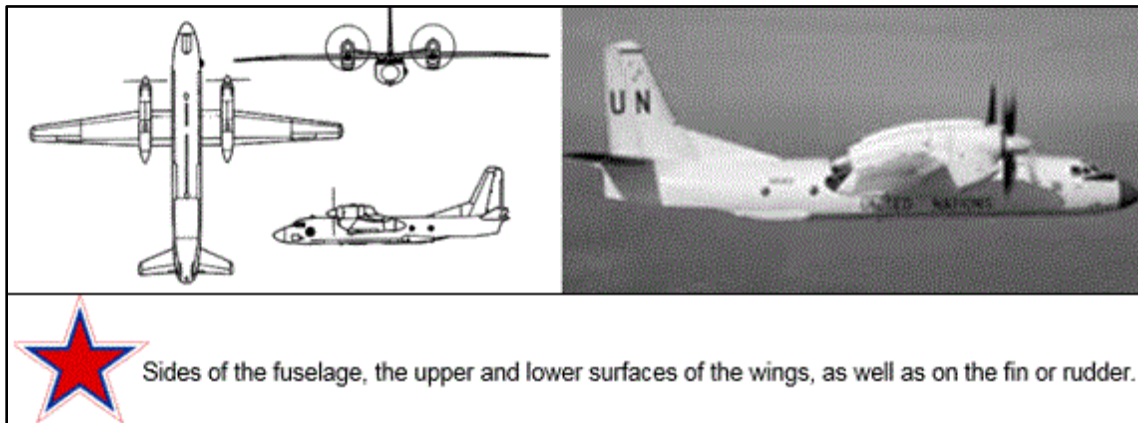 UN
UNITED NATIONS
Sides of the fuselage, the upper and lower surfaces of the wings, as well as on the fin or rudder.